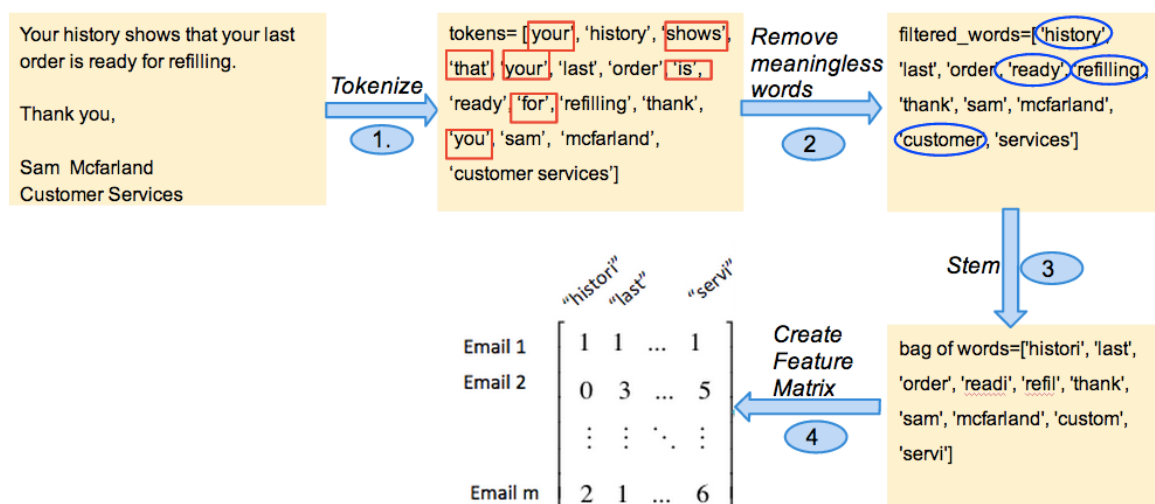 Your history shows that your last
order is ready for refilling.
Thank you,
Sam Mcfarland
Customer Services
Tokenize
1.
tokens= [ your', 'history', 'shows',
'that', 'your', 'last', 'order', 'is',
'ready', 'for', 'refilling', 'thank',
'you', 'sam', 'mcfarland',
'customer services']
Remove
meaningless
words
2
filtered_words=['history',
'last', 'order, 'ready', 'refilling',
'thank', 'sam', 'mcfarland',
'customer', 'services']
Stem
3
bag of words=['histori', 'last',
'order', 'readi', 'refil', 'thank',
'sam', 'mcfarland', 'custom',
'servi']
Create
Feature
Matrix
4
"histori" "last" "servi"
Email 1 1 1 ... 1
Email 2 0 3 ... 5
⋮ ⋮ ⋱ ⋮
Email m 2 1 ... 6